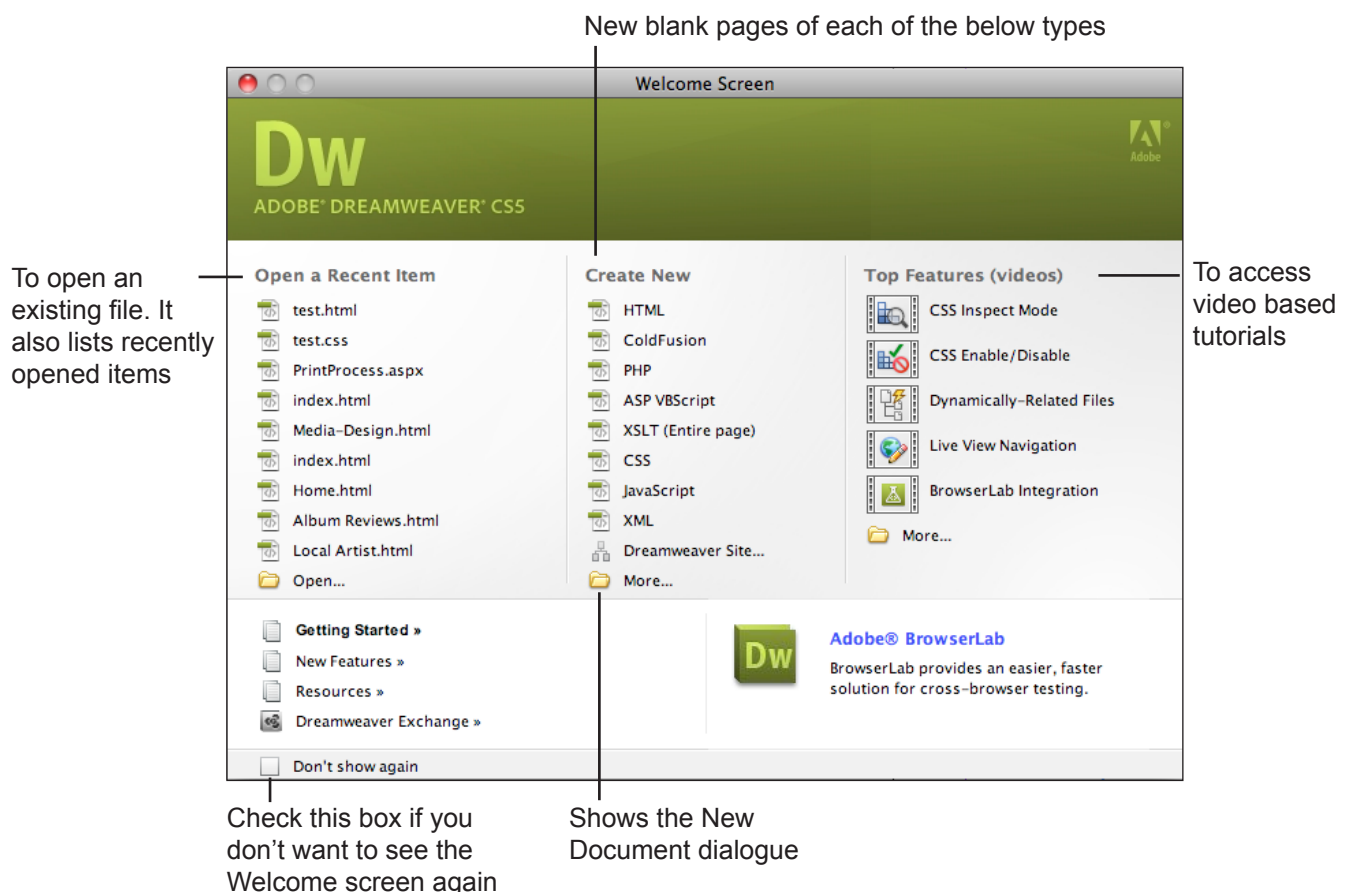 New blank pages of each of the below types
Welcome Screen
Dw
ADOBE® DREAMWEAVER® CS5
Adobe®
To open an
existing file. It
also lists recently
opened items
Open a Recent Item
test.html
test.css
PrintProcess.aspx
index.html
Media-Design.html
index.html
Home.html
Album Reviews.html
Local Artist.html
Open...
Create New
HTML
ColdFusion
PHP
ASP VBScript
XSLT (Entire page)
CSS
JavaScript
XML
Dreamweaver Site...
More...
Top Features (videos)
CSS Inspect Mode
CSS Enable/Disable
Dynamically-Related Files
Live View Navigation
BrowserLab Integration
More...
To access
video based
tutorials
Getting Started »
New Features »
Resources »
Dreamweaver Exchange »
Dw
Adobe® BrowserLab
BrowserLab provides an easier, faster
solution for cross-browser testing.
Don't show again
Check this box if you
don’t want to see the
Welcome screen again
Shows the New
Document dialogue